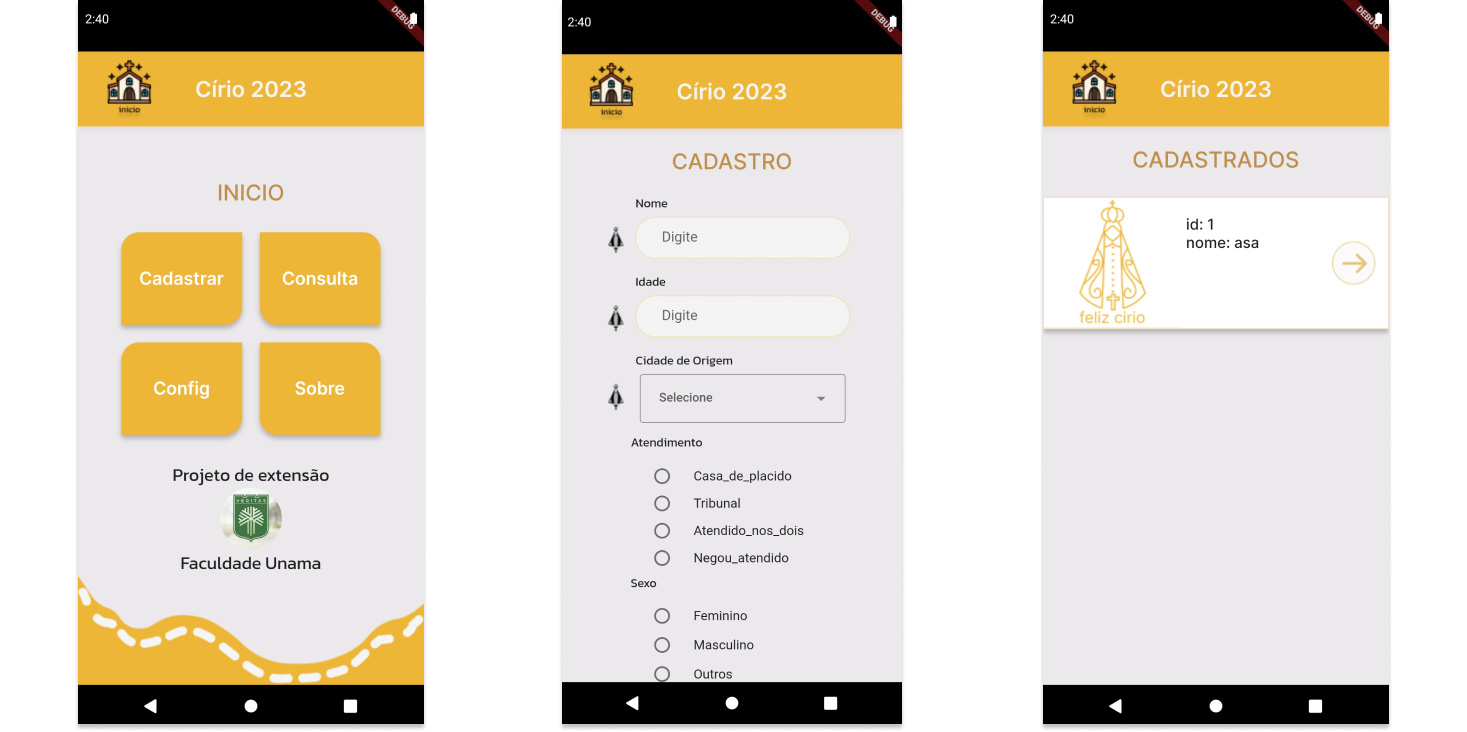 2:40
DEBUG
inicio
Círio 2023
INICIO
Cadastrar
Consulta
Config
Sobre
Projeto de extensão
VERITAS
Faculdade Unama
2:40
DEBUG
inicio
Círio 2023
CADASTRO
Nome
Digite
Idade
Digite
Cidade de Origem
Selecione
Atendimento
Casa_de_placido
Tribunal
Atendido_nos_dois
Negou_atendido
Sexo
Feminino
Masculino
Outros
2:40
DEBUG
inicio
Círio 2023
CADASTRADOS
id: 1
nome: asa
feliz cirio